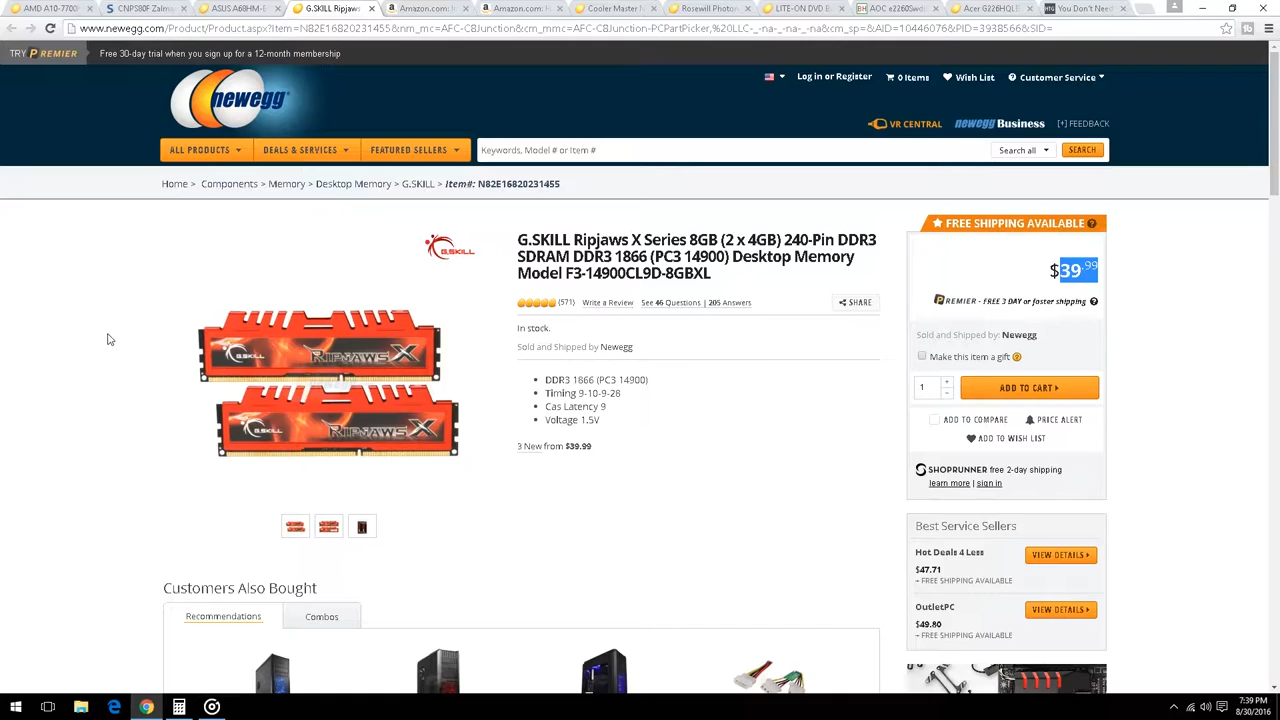 AMD A10-7700
CNPS80F Zalma
ASUS A68HM-E
G.SKILL Ripjaws
Amazon.com:
Amazon.com:
Cooler Master
Rosewill Photo
LITE-ON DVD
AOC e2260Swd
Acer G226HQLB
You Don't Need
www.newegg.com/Product/Product.aspx?Item=N82E16820231455&nm_mc=AFC-C8Junction&cm_mmc=AFC-C8Junction-PCPartPicker,%20LLC-_-na-_-na-_-na&cm_sp=&AID=10446076&PID=3938566&SID=
TRY PREMIER Free 30-day trial when you sign up for a 12-month membership
newegg
Log in or Register 0 Items Wish List Customer Service
VR CENTRAL newegg Business [+] FEEDBACK
ALL PRODUCTS DEALS & SERVICES FEATURED SELLERS Keywords, Model # or Item # Search all SEARCH
Home > Components > Memory > Desktop Memory > G.SKILL > Item#: N82E16820231455
FREE SHIPPING AVAILABLE
G.SKILL
G.SKILL Ripjaws X Series 8GB (2 x 4GB) 240-Pin DDR3
SDRAM DDR3 1866 (PC3 14900) Desktop Memory
Model F3-14900CL9D-8GBXL
(571) Write a Review See 46 Questions | 205 Answers SHARE
In stock.
Sold and Shipped by Newegg
DDR3 1866 (PC3 14900)
Timing 9-10-9-28
Cas Latency 9
Voltage 1.5V
3 New from $39.99
G.SKILL RIPJAWS X
G.SKILL RIPJAWS X
$39.99
PREMIER - FREE 3 DAY or faster shipping
Sold and Shipped by: Newegg
Make this item a gift
1 ADD TO CART
ADD TO COMPARE PRICE ALERT
ADD TO WISH LIST
SHOPRUNNER free 2-day shipping
learn more | sign in
Best Service Sellers
Hot Deals 4 Less VIEW DETAILS
$47.71
+ FREE SHIPPING AVAILABLE
OutletPC VIEW DETAILS
$49.80
+ FREE SHIPPING AVAILABLE
Customers Also Bought
Recommendations Combos
7:39 PM
8/30/2016